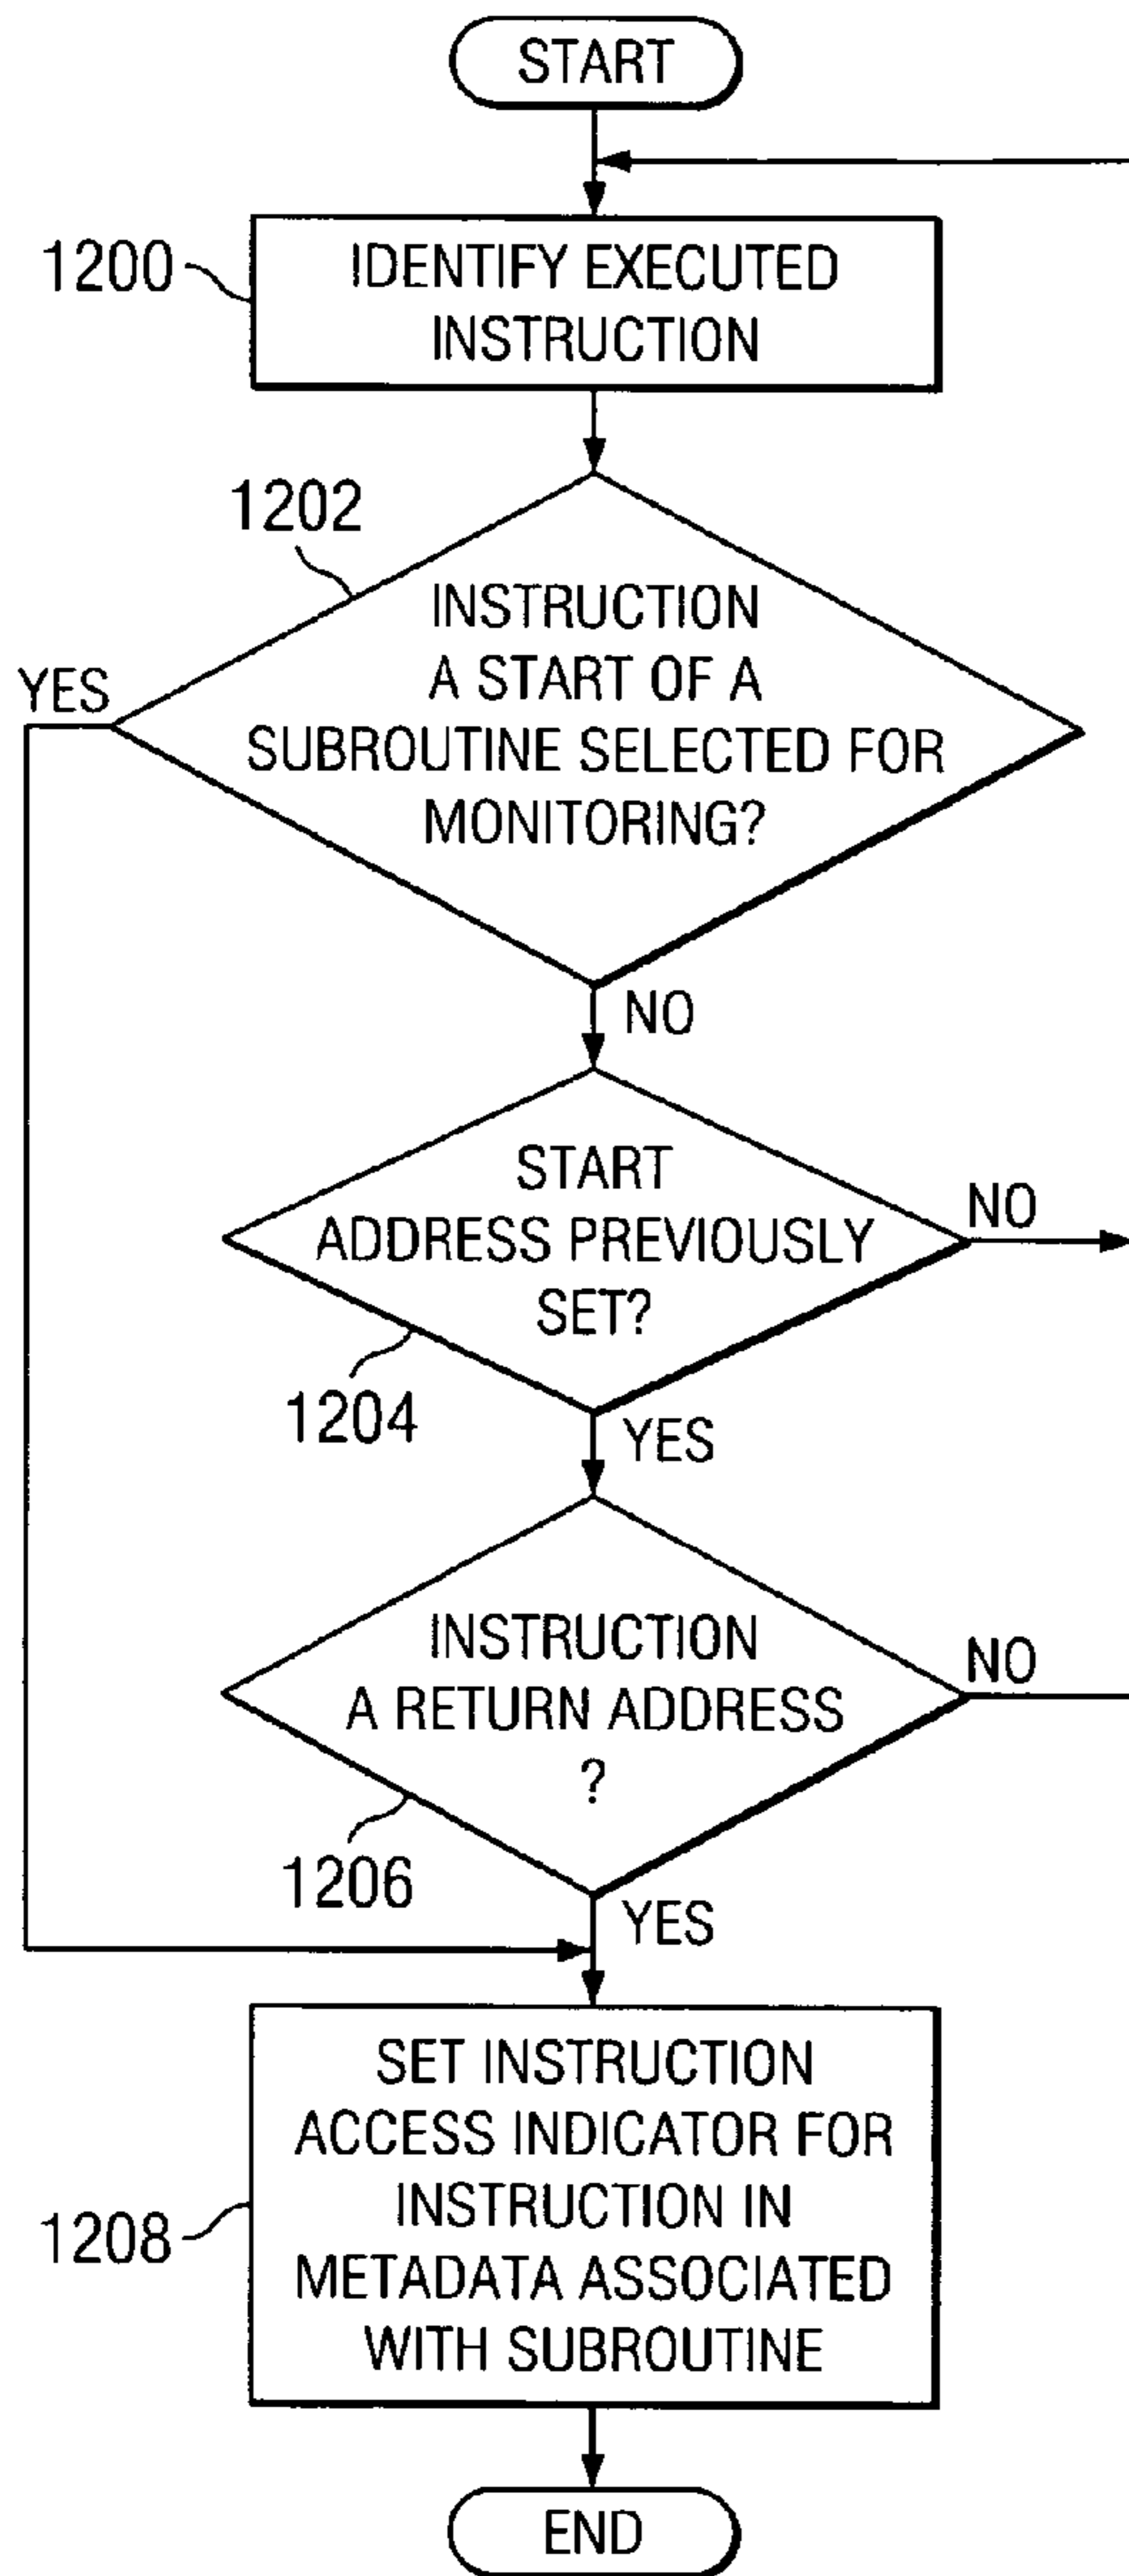 START
1200
IDENTIFY EXECUTED
INSTRUCTION
1202
INSTRUCTION
A START OF A
SUBROUTINE SELECTED FOR
MONITORING?
YES
NO
START
ADDRESS PREVIOUSLY
SET?
NO
1204
YES
INSTRUCTION
A RETURN ADDRESS
?
NO
1206
YES
1208
SET INSTRUCTION
ACCESS INDICATOR FOR
INSTRUCTION IN
METADATA ASSOCIATED
WITH SUBROUTINE
END